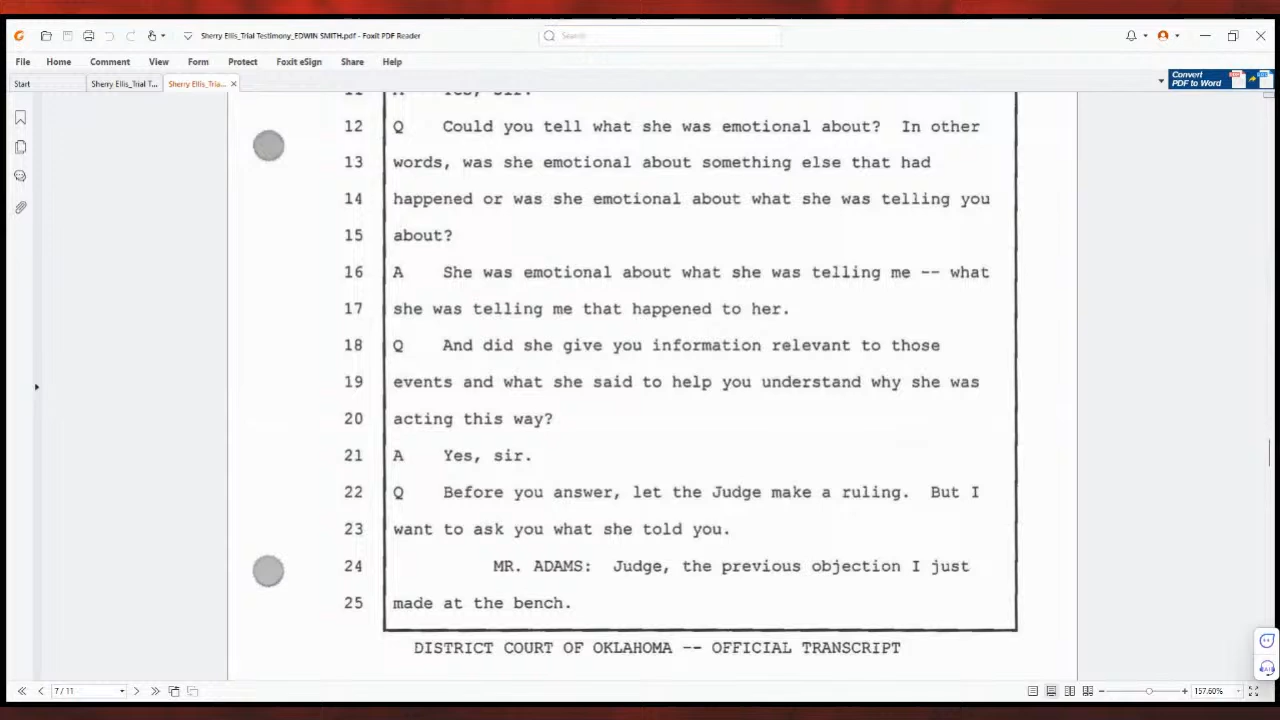 Sherry Ellis_Trial Testimony_EDWIN SMITH.pdf - Foxit PDF Reader
Search
File Home Comment View Form Protect Foxit eSign Share Help
Start Sherry Ellis_Trial T... Sherry Ellis_Tria...
Convert
PDF to Word
11 A Yes, sir.
12 Q Could you tell what she was emotional about? In other
13 words, was she emotional about something else that had
14 happened or was she emotional about what she was telling you
15 about?
16 A She was emotional about what she was telling me -- what
17 she was telling me that happened to her.
18 Q And did she give you information relevant to those
19 events and what she said to help you understand why she was
20 acting this way?
21 A Yes, sir.
22 Q Before you answer, let the Judge make a ruling. But I
23 want to ask you what she told you.
24 MR. ADAMS: Judge, the previous objection I just
25 made at the bench.
DISTRICT COURT OF OKLAHOMA -- OFFICIAL TRANSCRIPT
7 / 11
157.60%